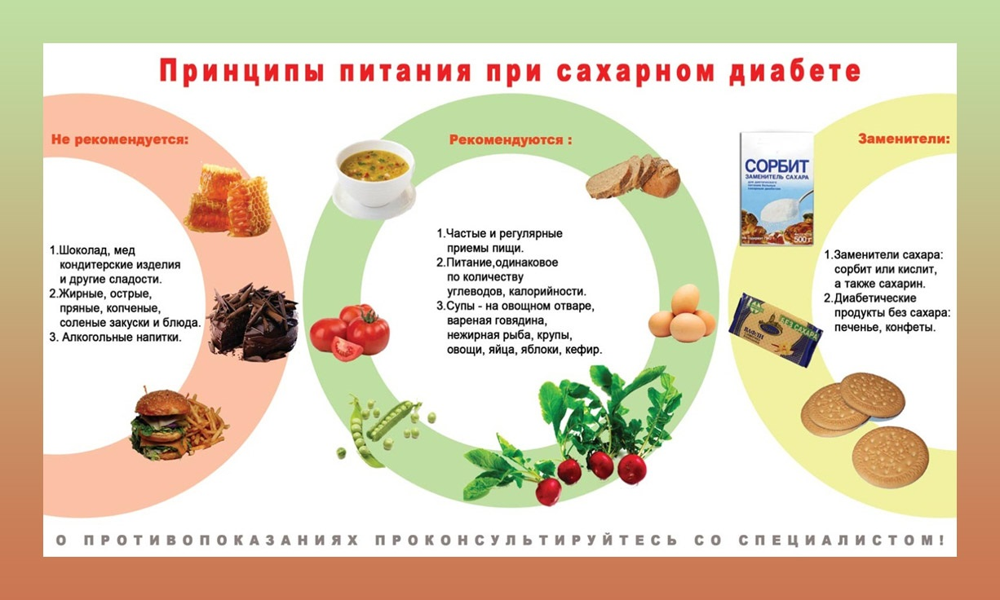 Принципы питания при сахарном диабете
Не рекомендуется:
1.Шоколад, мед
кондитерские изделия
и другие сладости.
2.Жирные, острые,
пряные, копченые,
соленые закуски и блюда.
3. Алкогольные напитки.
Рекомендуются :
1.Частые и регулярные
приемы пищи.
2.Питание,одинаковое
по количеству
углеводов, калорийности.
3.Супы - на овощном отваре,
вареная говядина,
нежирная рыба, крупы,
овощи, яйца, яблоки, кефир.
Заменители:
СОРБИТ
ЗАМЕНИТЕЛЬ САХАРА
500 г
1.Заменители сахара:
сорбит или кислит,
а также сахарин.
2.Диабетические
продукты без сахара:
печенье, конфеты.
БЕЗ САХАРА
ВАФЛИ
О ПРОТИВОПОКАЗАНИЯХ ПРОКОНСУЛЬТИРУЙТЕСЬ СО СПЕЦИАЛИСТОМ!